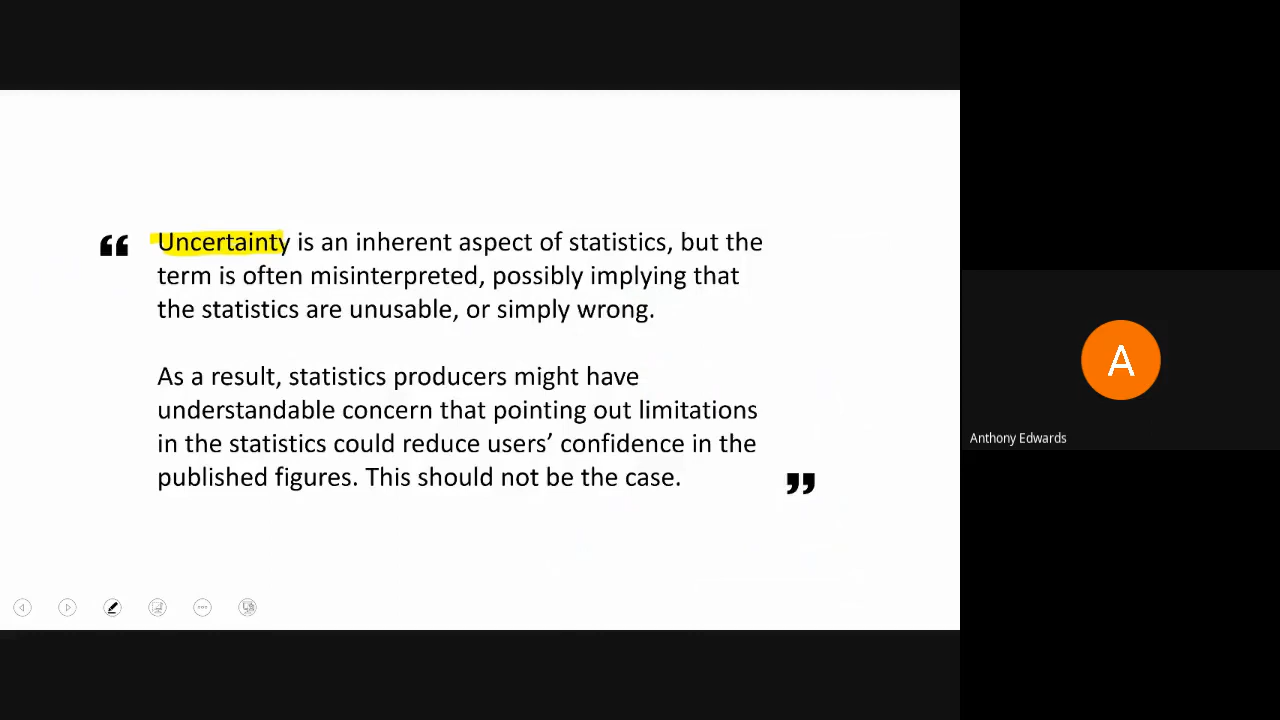 “ Uncertainty is an inherent aspect of statistics, but the
term is often misinterpreted, possibly implying that
the statistics are unusable, or simply wrong.
As a result, statistics producers might have
understandable concern that pointing out limitations
in the statistics could reduce users’ confidence in the
published figures. This should not be the case. ”
A
Anthony Edwards